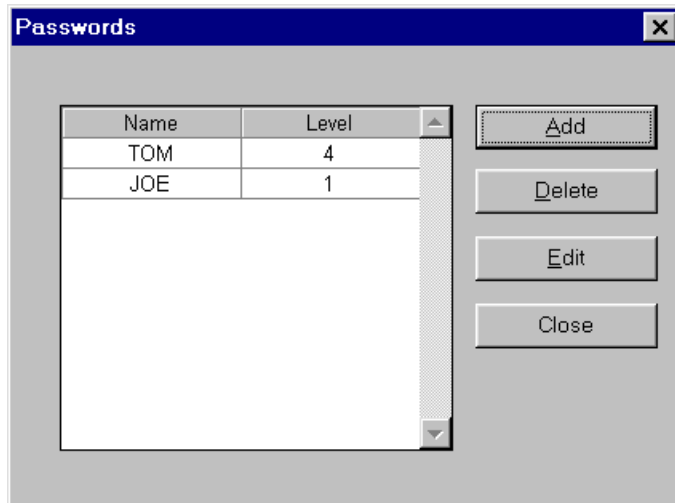 Passwords
Name Level
TOM 4
JOE 1
Add
Delete
Edit
Close